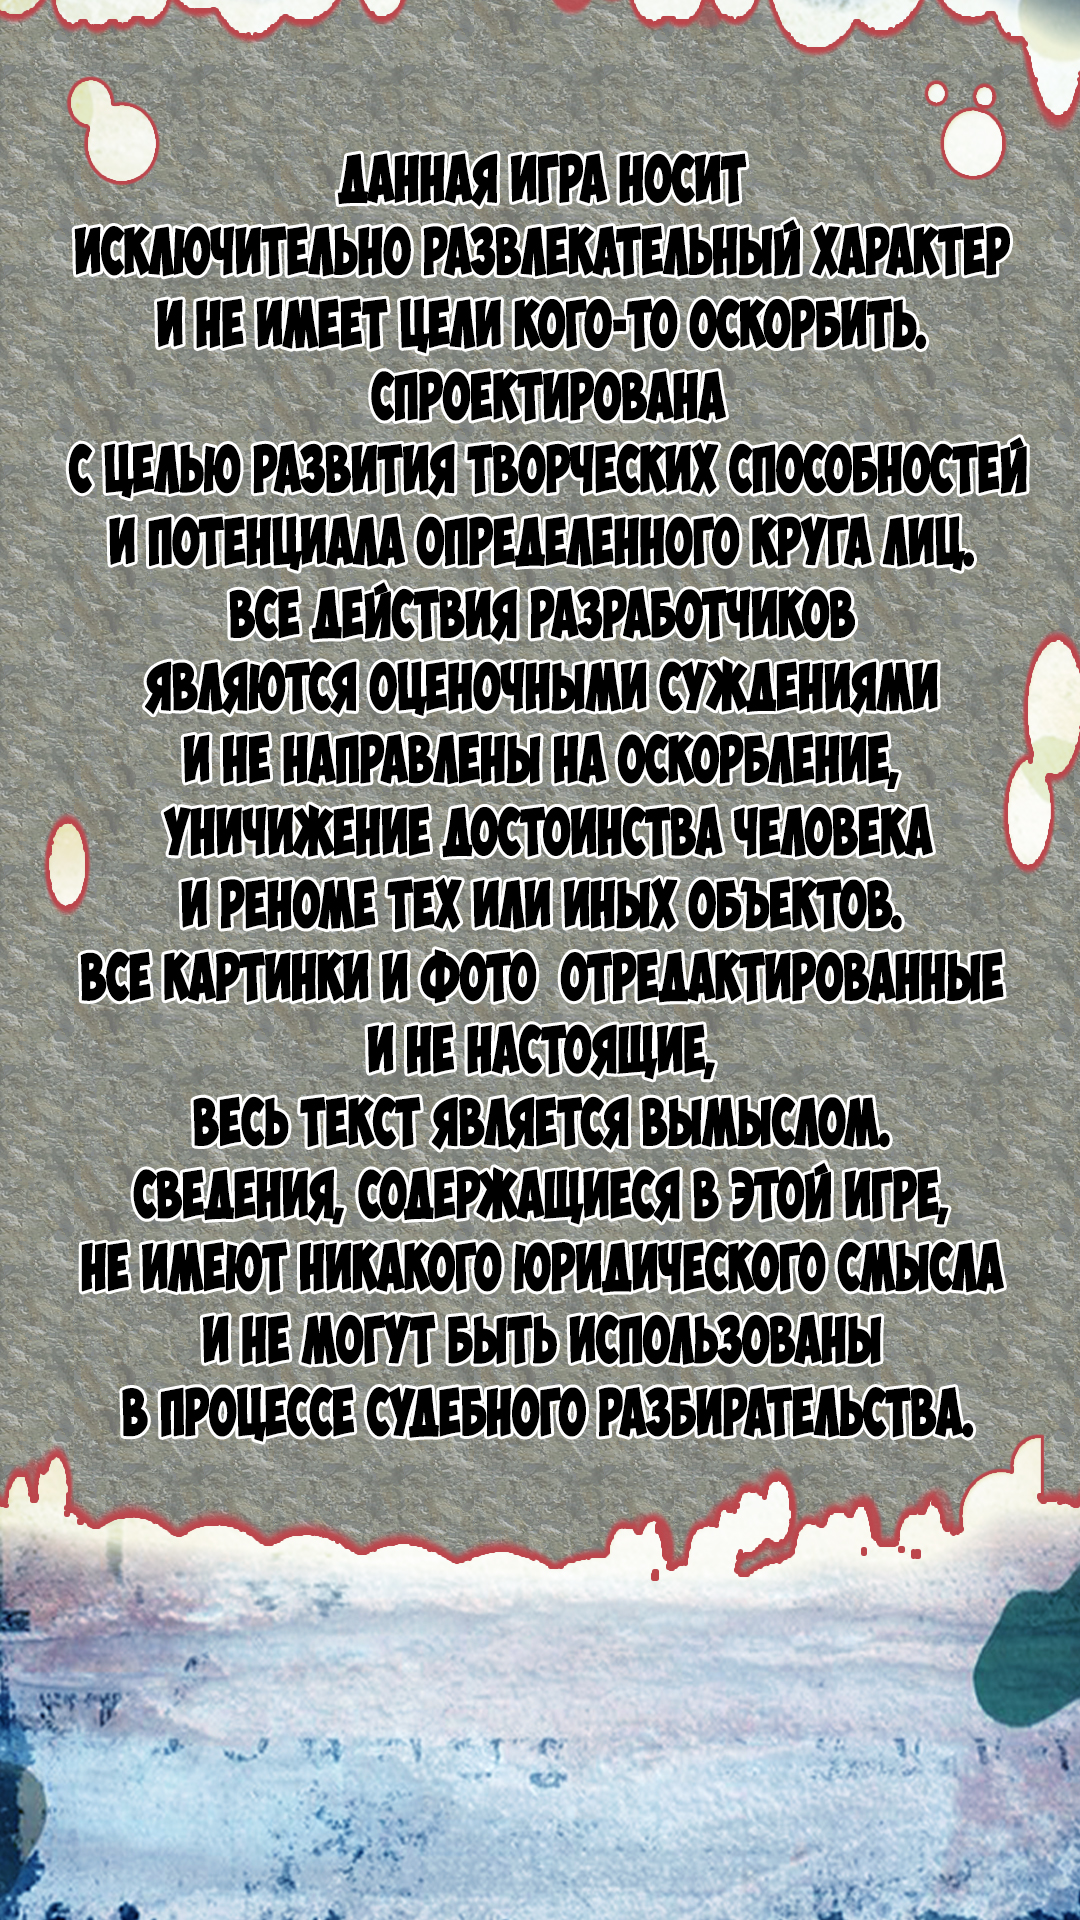 ДАННАЯ ИГРА НОСИТ
ИСКЛЮЧИТЕЛЬНО РАЗВЛЕКАТЕЛЬНЫЙ ХАРАКТЕР
И НЕ ИМЕЕТ ЦЕЛИ КОГО-ТО ОСКОРБИТЬ.
СПРОЕКТИРОВАНА
С ЦЕЛЬЮ РАЗВИТИЯ ТВОРЧЕСКИХ СПОСОБНОСТЕЙ
И ПОТЕНЦИАЛА ОПРЕДЕЛЕННОГО КРУГА ЛИЦ.
ВСЕ ДЕЙСТВИЯ РАЗРАБОТЧИКОВ
ЯВЛЯЮТСЯ ОЦЕНОЧНЫМИ СУЖДЕНИЯМИ
И НЕ НАПРАВЛЕНЫ НА ОСКОРБЛЕНИЕ,
УНИЧИЖЕНИЕ ДОСТОИНСТВА ЧЕЛОВЕКА
И РЕНОМЕ ТЕХ ИЛИ ИНЫХ ОБЪЕКТОВ.
ВСЕ КАРТИНКИ И ФОТО ОТРЕДАКТИРОВАННЫЕ
И НЕ НАСТОЯЩИЕ,
ВЕСЬ ТЕКСТ ЯВЛЯЕТСЯ ВЫМЫСЛОМ.
СВЕДЕНИЯ, СОДЕРЖАЩИЕСЯ В ЭТОЙ ИГРЕ,
НЕ ИМЕЮТ НИКАКОГО ЮРИДИЧЕСКОГО СМЫСЛА
И НЕ МОГУТ БЫТЬ ИСПОЛЬЗОВАНЫ
В ПРОЦЕССЕ СУДЕБНОГО РАЗБИРАТЕЛЬСТВА.